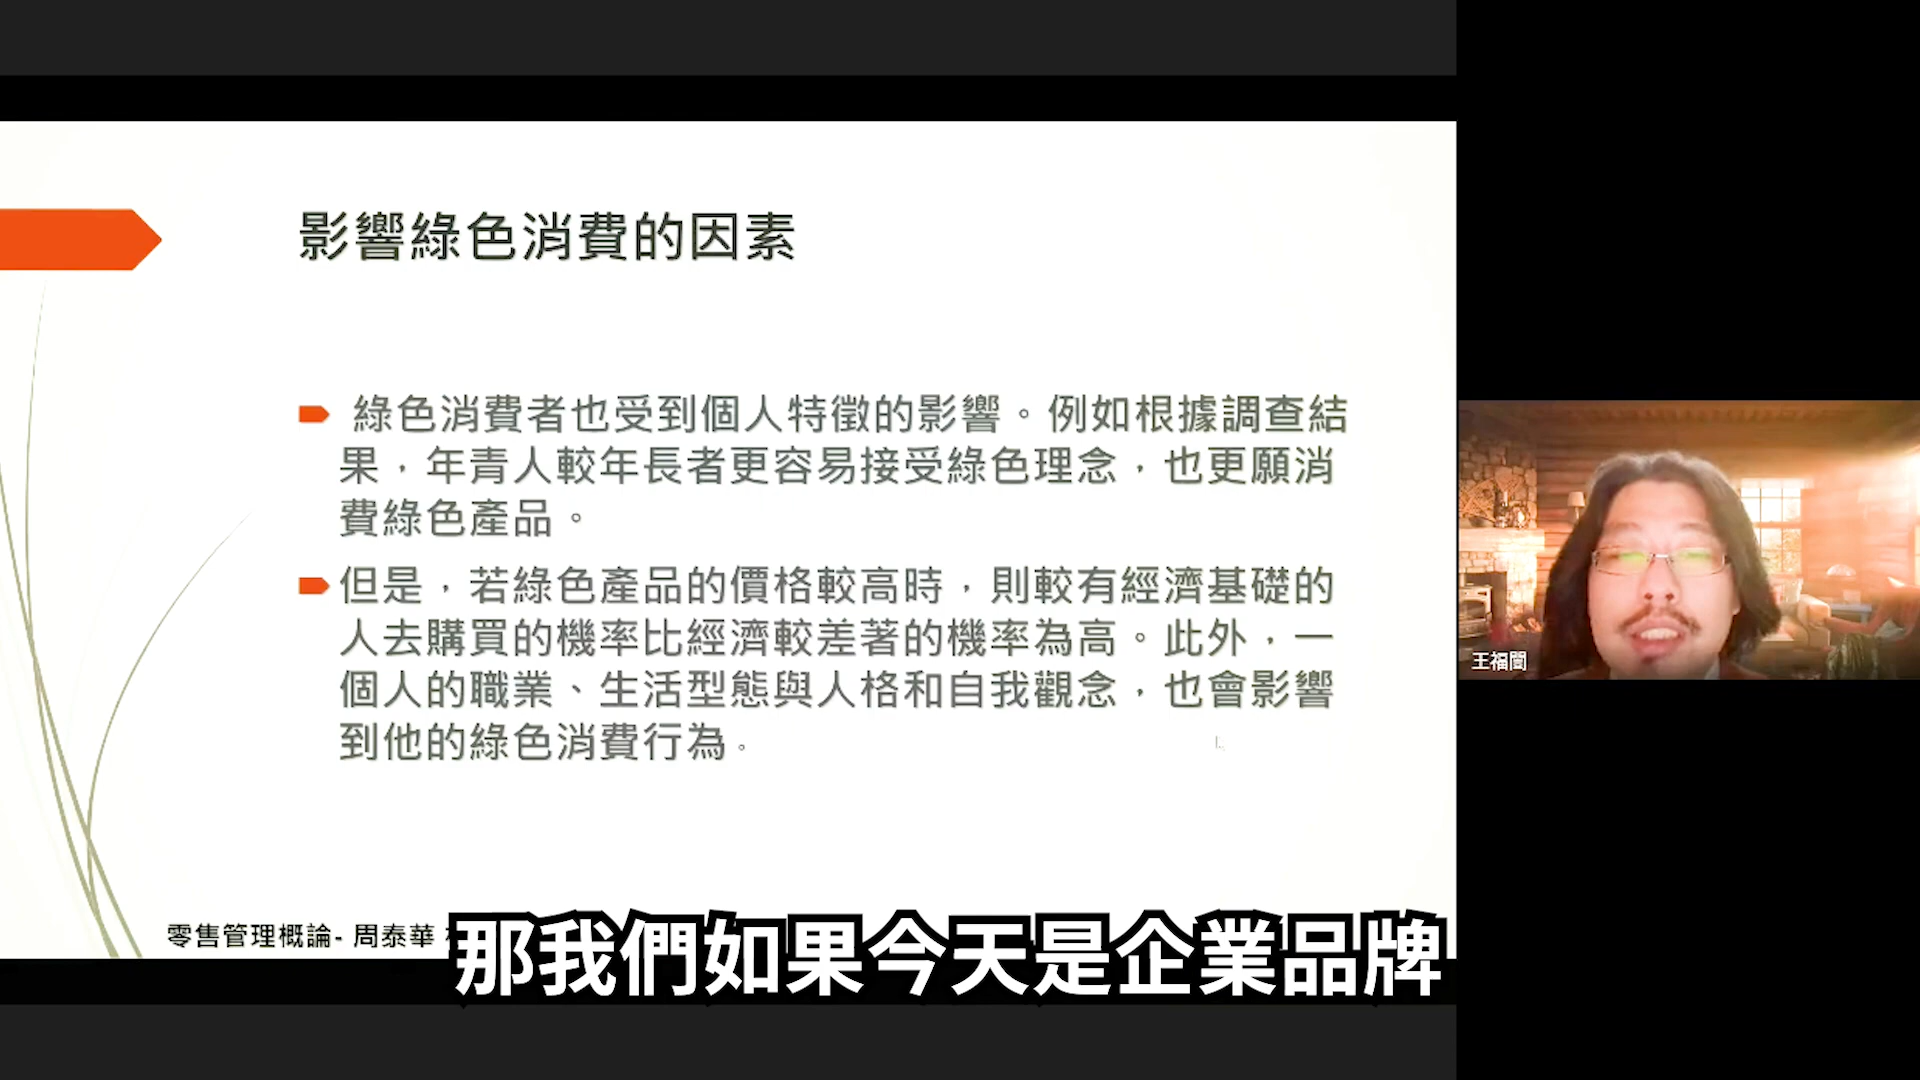 影響綠色消費的因素
綠色消費者也受到個人特徵的影響。例如根據調查結
果，年青人較年長者更容易接受綠色理念，也更願消
費綠色產品。
但是，若綠色產品的價格較高時，則較有經濟基礎的
人去購買的機率比經濟較差著的機率為高。此外，一
個人的職業、生活型態與人格和自我觀念，也會影響
到他的綠色消費行為。
王福闓
零售管理概論- 周泰華
那我們如果今天是企業品牌